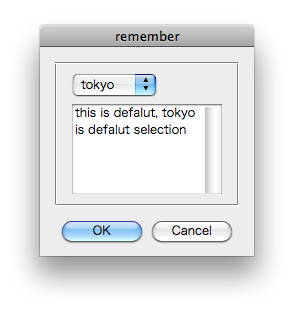 remember
tokyo
this is defalut, tokyo
is defalut selection
OK
Cancel